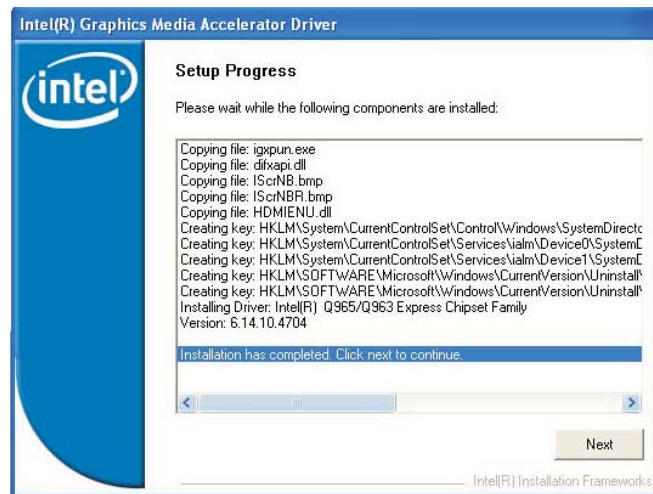 Intel(R) Graphics Media Accelerator Driver
intel
Setup Progress
Please wait while the following components are installed:
Copying file: igxpun.exe
Copying file: difxapi.dll
Copying file: IScrNB.bmp
Copying file: IScrNBR.bmp
Copying file: HDMIENU.dll
Creating key: HKLM\System\CurrentControlSet\Control\Windows\SystemDirecto
Creating key: HKLM\System\CurrentControlSet\Services\ialm\Device0\SystemD
Creating key: HKLM\System\CurrentControlSet\Services\ialm\Device1\SystemD
Creating key: HKLM\SOFTWARE\Microsoft\Windows\CurrentVersion\Uninstall\
Creating key: HKLM\SOFTWARE\Microsoft\Windows\CurrentVersion\Uninstall\
Installing Driver: Intel(R) Q965/Q963 Express Chipset Family
Version: 6.14.10.4704
Installation has completed. Click next to continue.
Next
Intel(R) Installation Frameworks